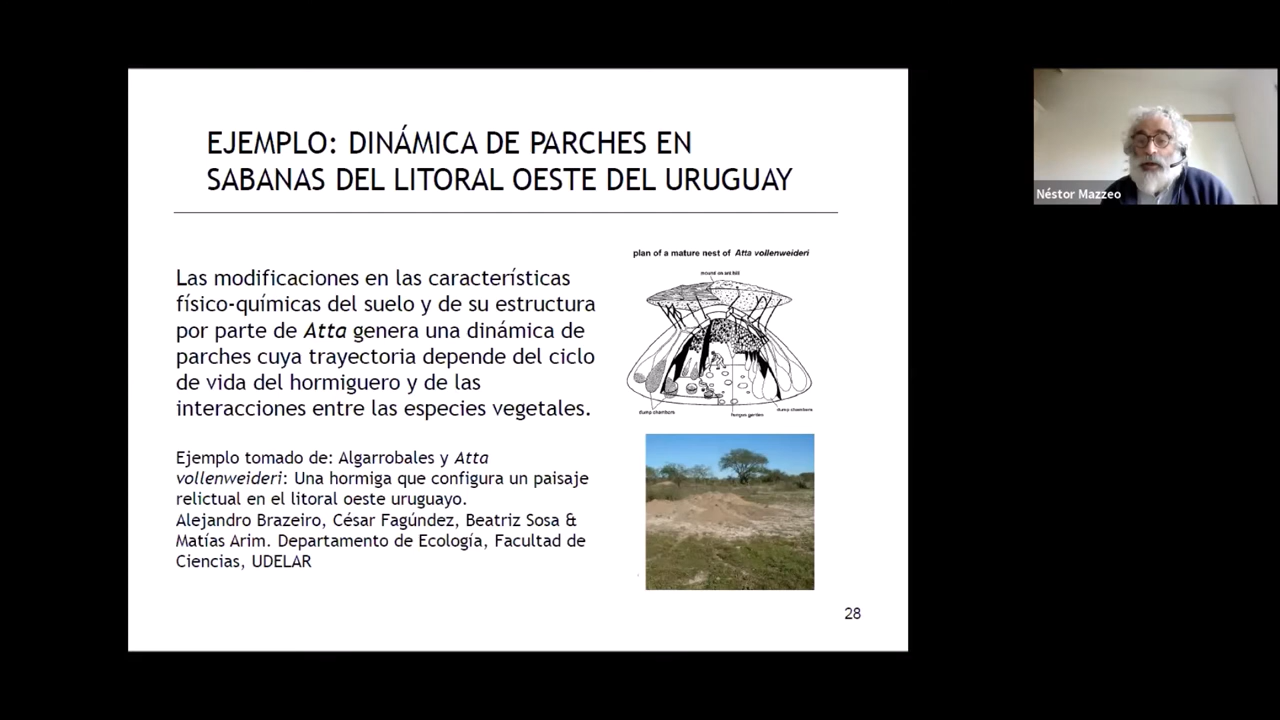 EJEMPLO: DINÁMICA DE PARCHES EN
SABANAS DEL LITORAL OESTE DEL URUGUAY
Las modificaciones en las características
físico-químicas del suelo y de su estructura
por parte de Atta genera una dinámica de
parches cuya trayectoria depende del ciclo
de vida del hormiguero y de las
interacciones entre las especies vegetales.
Ejemplo tomado de: Algarrobales y Atta
vollenweideri: Una hormiga que configura un paisaje
relictual en el litoral oeste uruguayo.
Alejandro Brazeiro, César Fagúndez, Beatriz Sosa &
Matías Arim. Departamento de Ecología, Facultad de
Ciencias, UDELAR
plan of a mature nest of Atta vollenweideri
mound on ant hill
dump chambers
fungus garden
dump chambers
28
Néstor Mazzeo